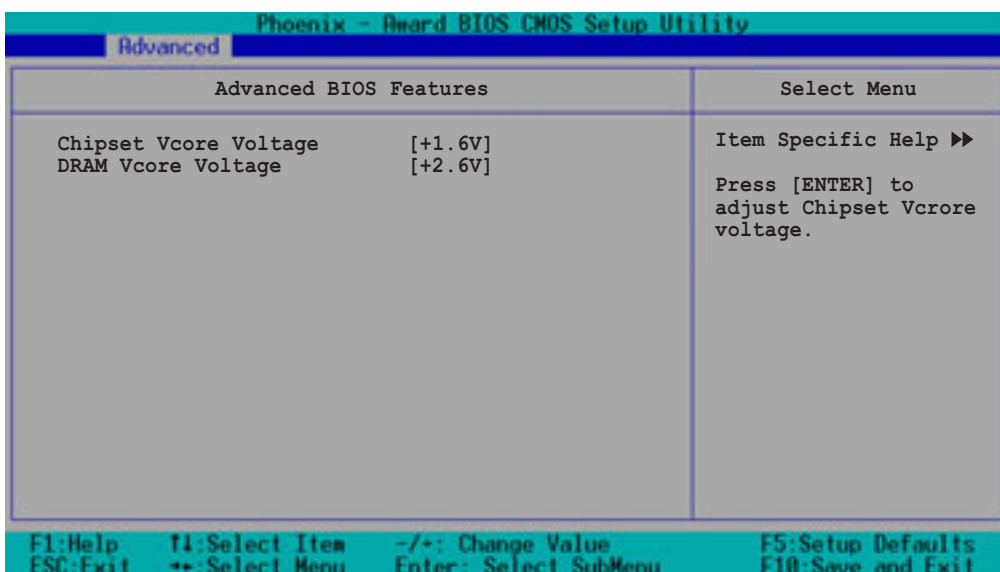 Phoenix - Award BIOS CMOS Setup Utility
Advanced
Advanced BIOS Features
Select Menu
Chipset Vcore Voltage [+1.6V]
DRAM Vcore Voltage [+2.6V]
Item Specific Help ▶▶
Press [ENTER] to
adjust Chipset Vcrore
voltage.
F1:Help ↑↓:Select Item -/+: Change Value F5:Setup Defaults
ESC:Exit ←→:Select Menu Enter: Select SubMenu F10:Save and Exit